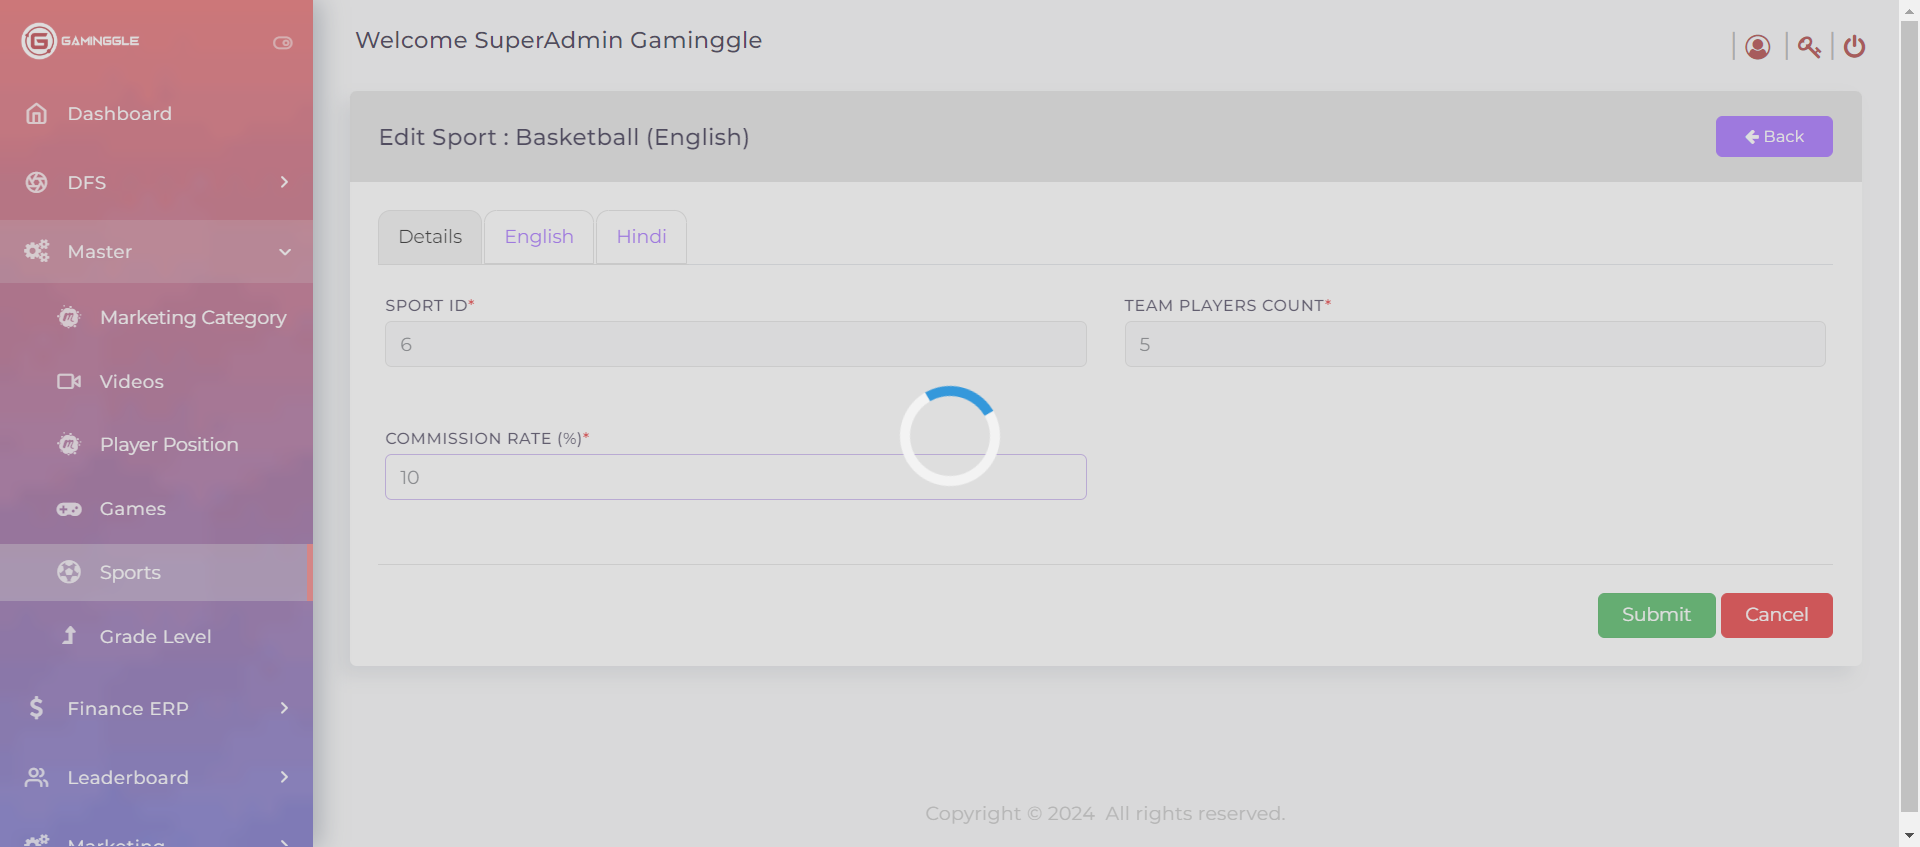 GAMINGGLE
Welcome SuperAdmin Gaminggle
Dashboard
DFS
Master
Marketing Category
Videos
Player Position
Games
Sports
Grade Level
Finance ERP
Leaderboard
Marketing
Edit Sport : Basketball (English)
Back
Details
English
Hindi
SPORT ID*
6
TEAM PLAYERS COUNT*
5
COMMISSION RATE (%)*
10
Submit
Cancel
Copyright © 2024 All rights reserved.